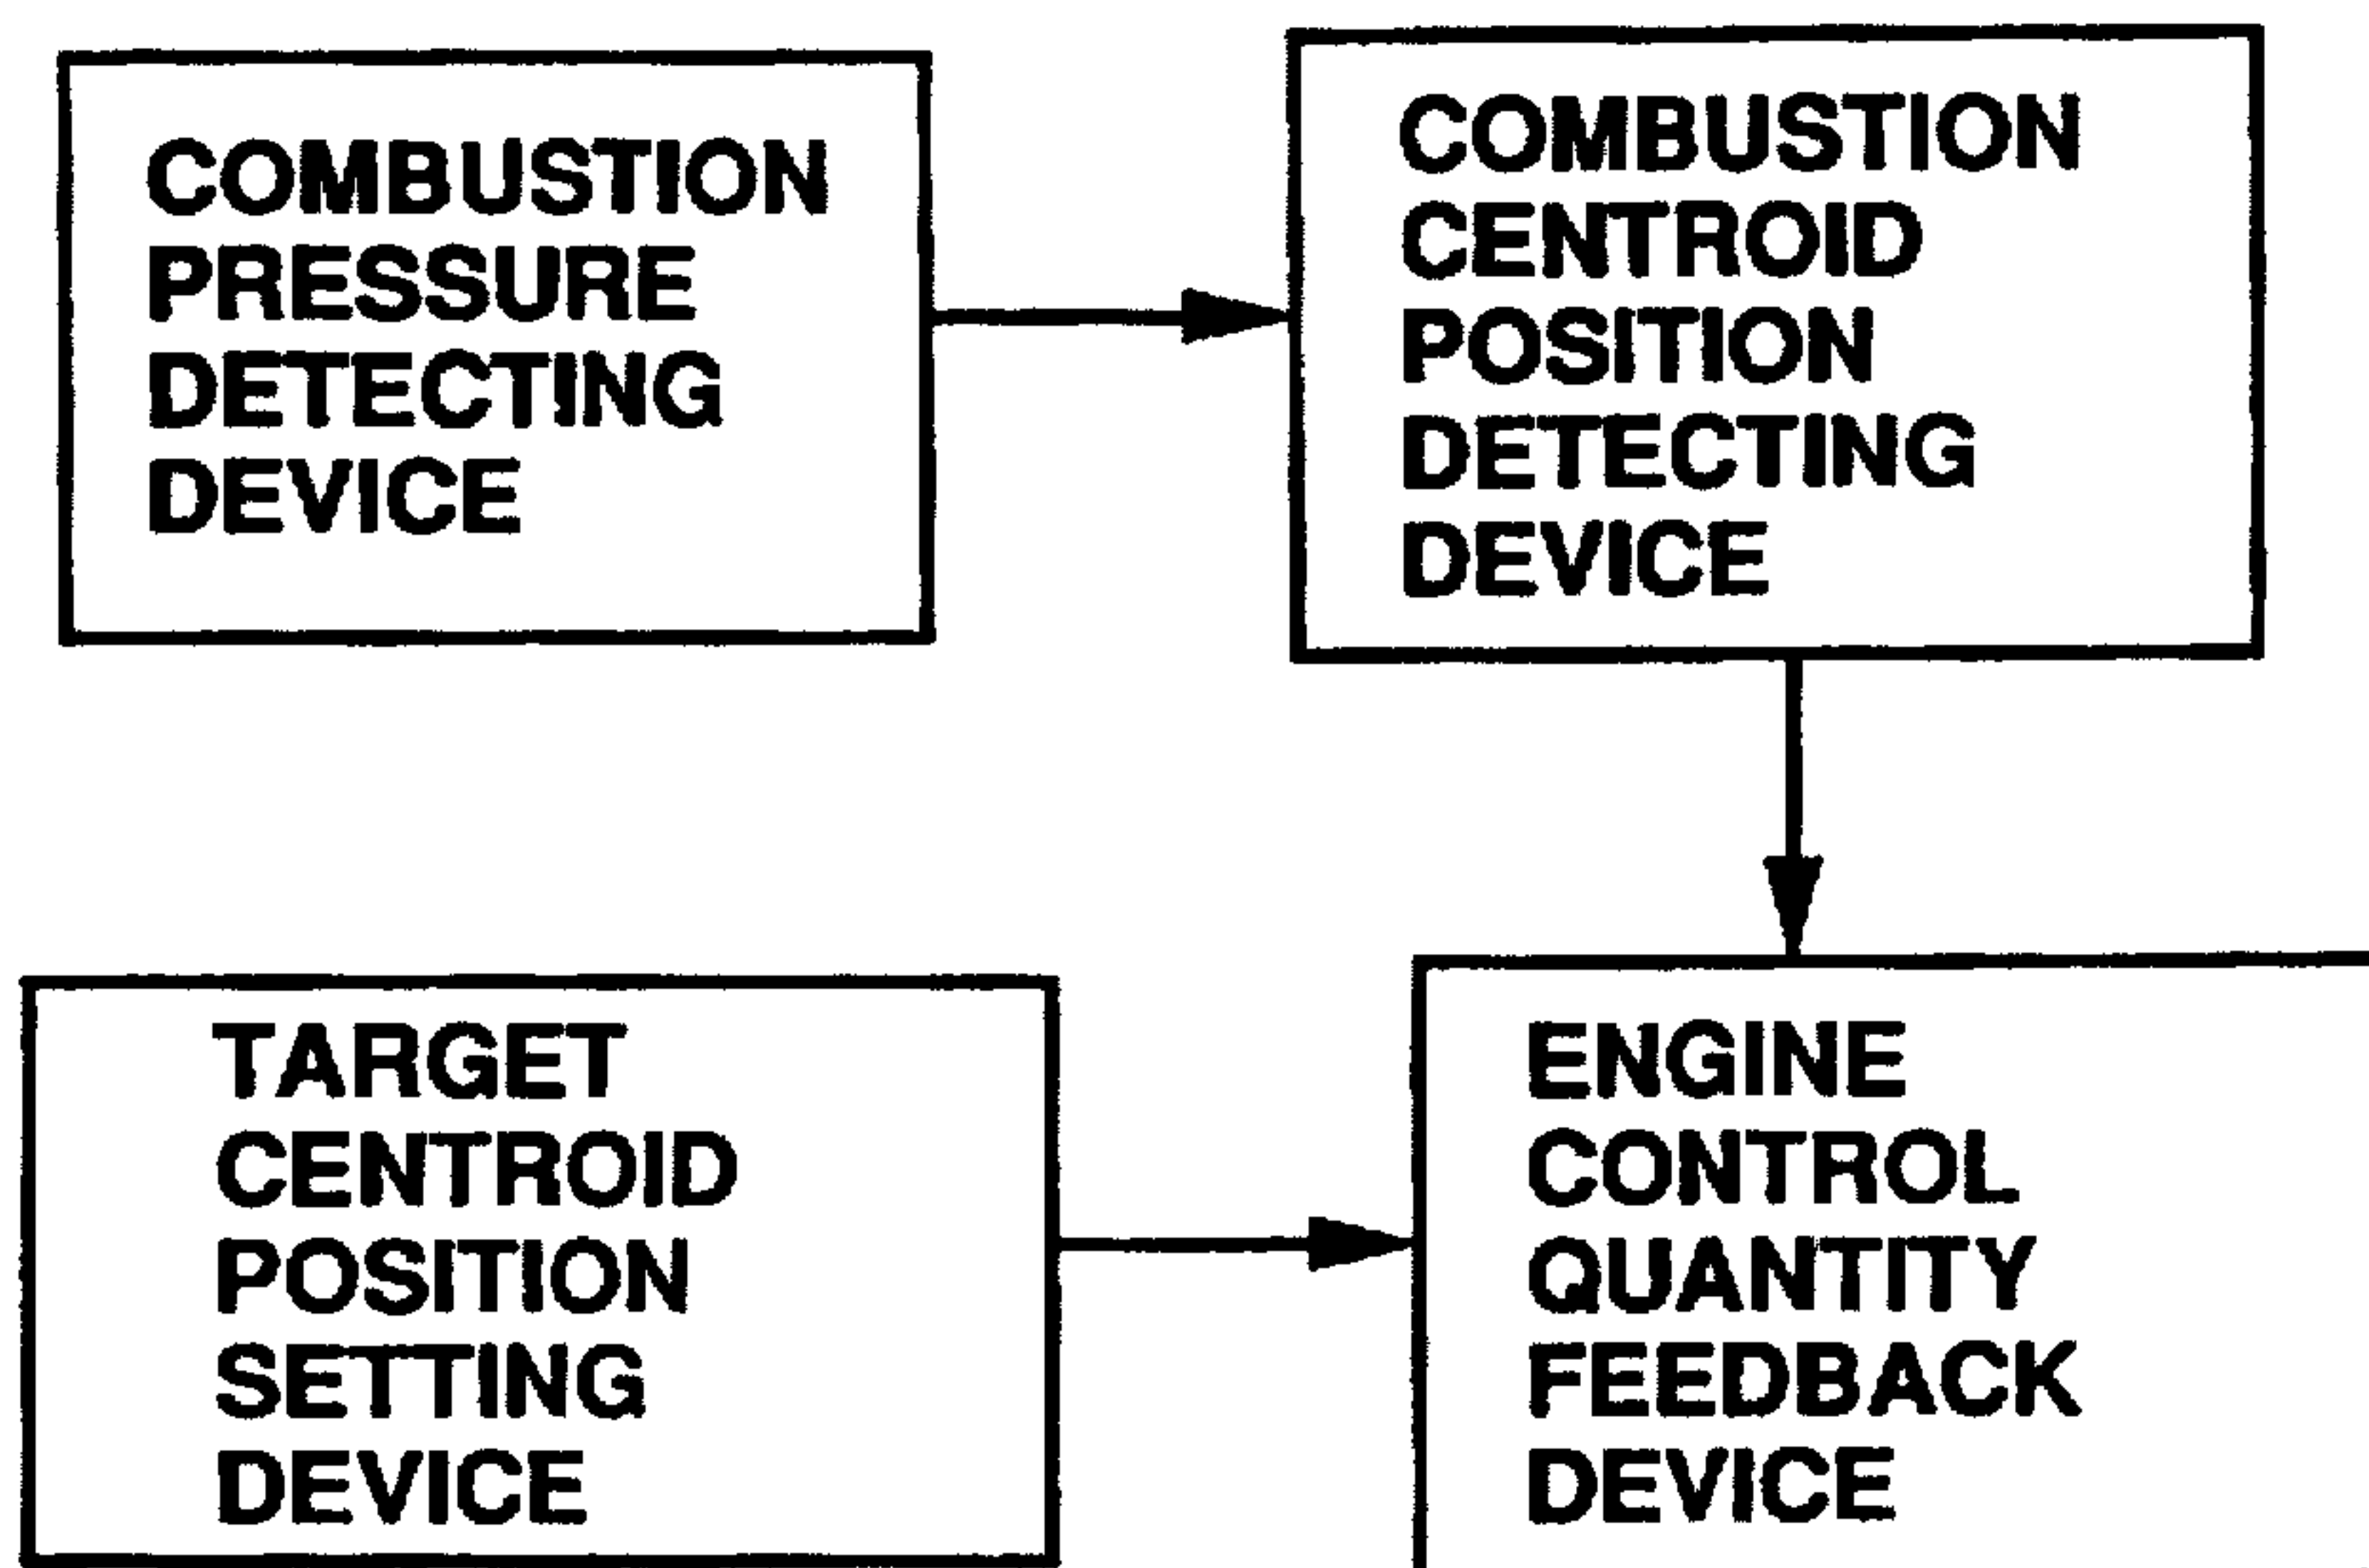 COMBUSTION
PRESSURE
DETECTING
DEVICE
COMBUSTION
CENTROID
POSITION
DETECTING
DEVICE
TARGET
CENTROID
POSITION
SETTING
DEVICE
ENGINE
CONTROL
QUANTITY
FEEDBACK
DEVICE